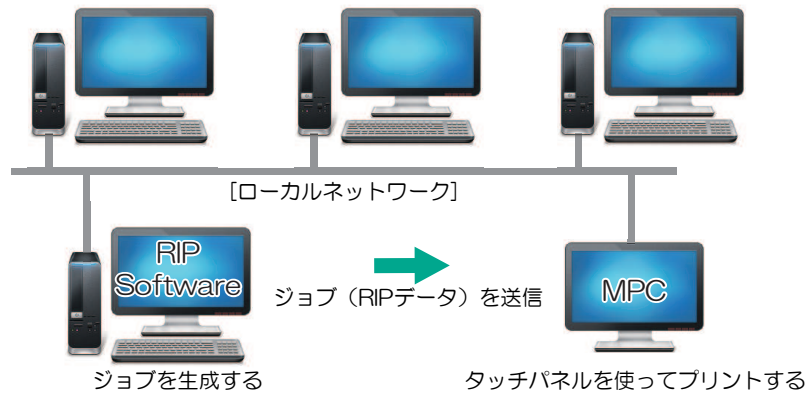 [ローカルネットワーク]
RIP
Software
ジョブ（RIPデータ）を送信
MPC
ジョブを生成する
タッチパネルを使ってプリントする